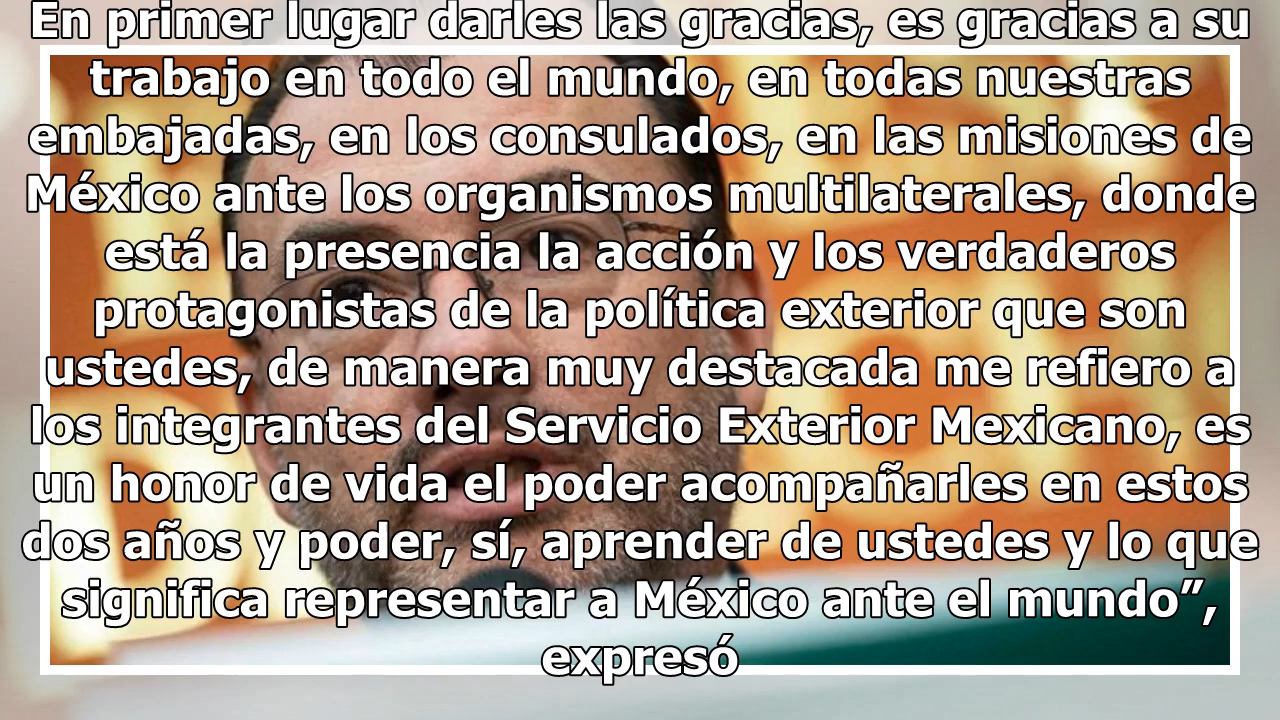 En primer lugar darles las gracias, es gracias a su
trabajo en todo el mundo, en todas nuestras
embajadas, en los consulados, en las misiones de
México ante los organismos multilaterales, donde
está la presencia la acción y los verdaderos
protagonistas de la política exterior que son
ustedes, de manera muy destacada me refiero a
los integrantes del Servicio Exterior Mexicano, es
un honor de vida el poder acompañarles en estos
dos años y poder, sí, aprender de ustedes y lo que
significa representar a México ante el mundo”,
expresó